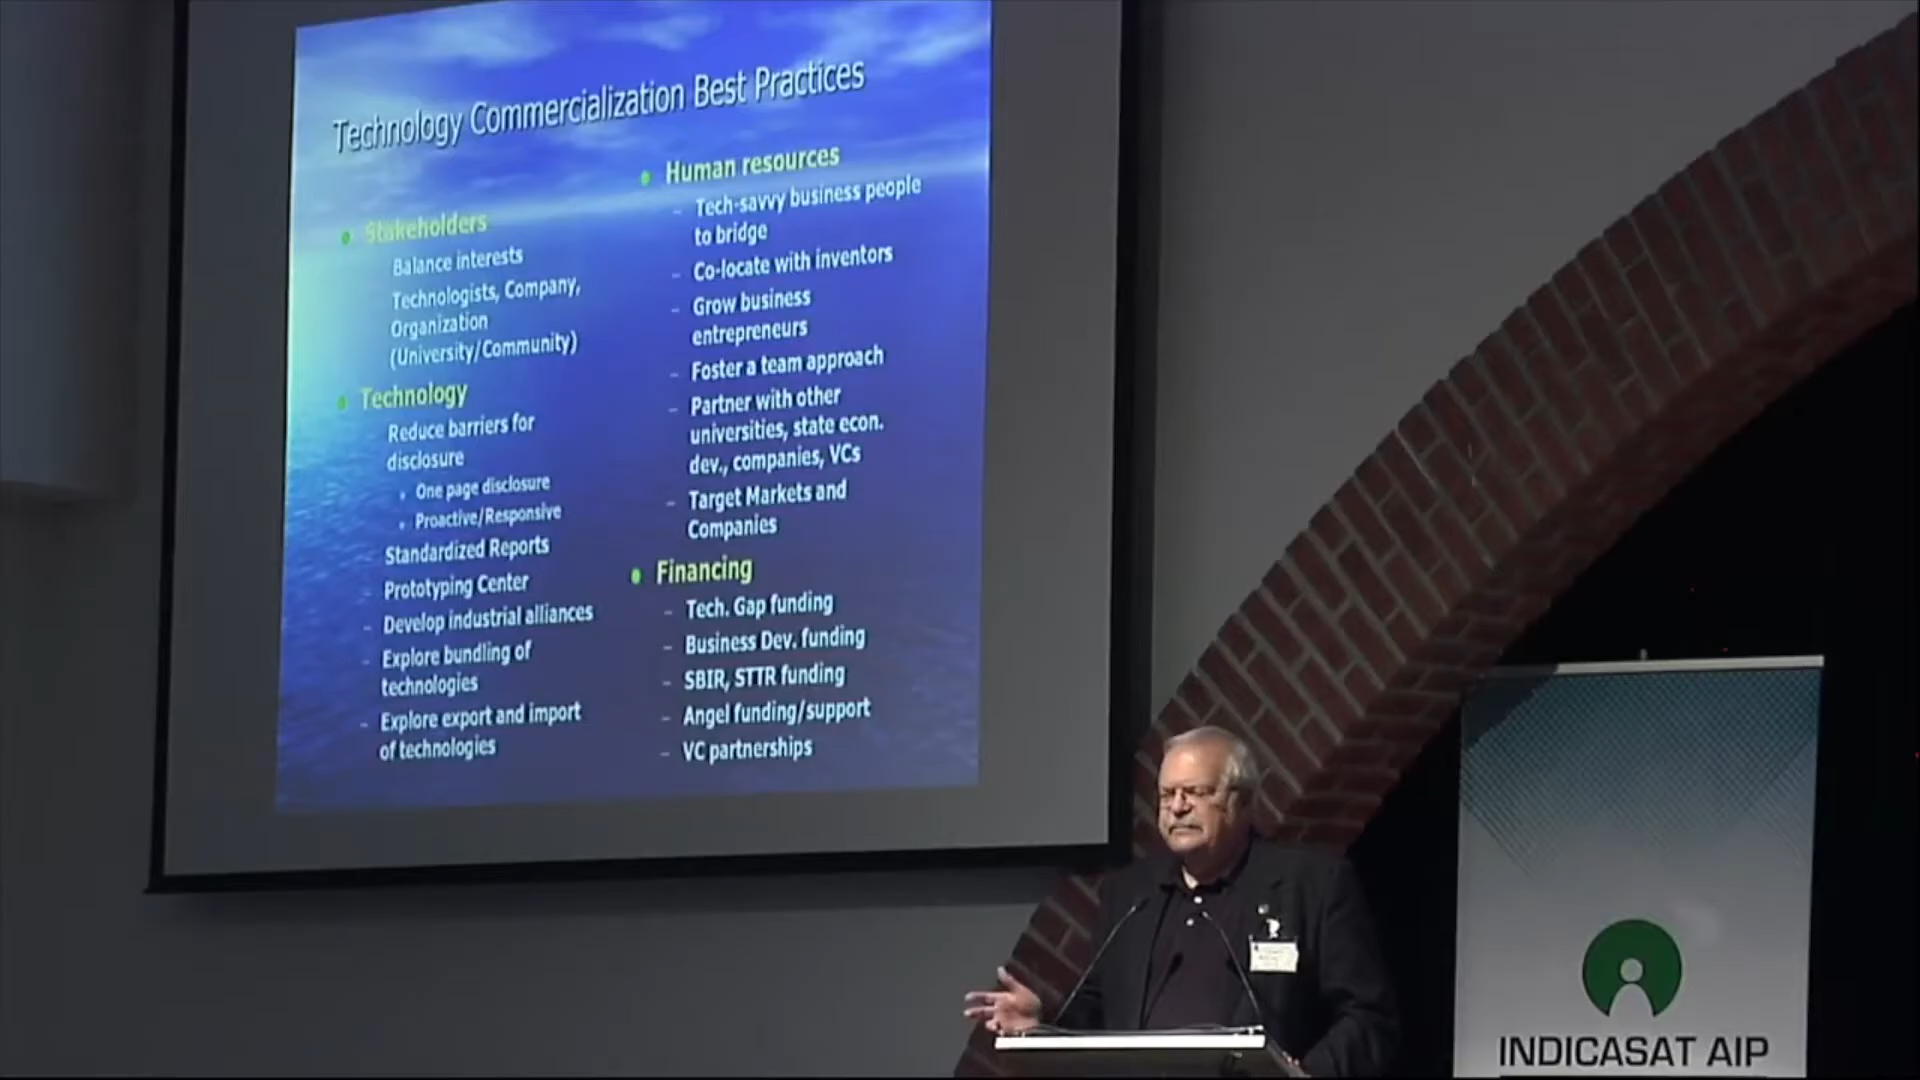 Technology Commercialization Best Practices
Stakeholders
Balance interests
Technologists, Company,
Organization
(University/Community)
Technology
Reduce barriers for
disclosure
One page disclosure
Proactive/Responsive
Standardized Reports
- Prototyping Center
- Develop industrial alliances
- Explore bundling of
technologies
- Explore export and import
of technologies
Human resources
- Tech-savvy business people
to bridge
- Co-locate with inventors
- Grow business
entrepreneurs
- Foster a team approach
- Partner with other
universities, state econ.
dev., companies, VCs
- Target Markets and
Companies
Financing
- Tech. Gap funding
- Business Dev. funding
- SBIR, STTR funding
- Angel funding/support
- VC partnerships
INDICASAT AIP